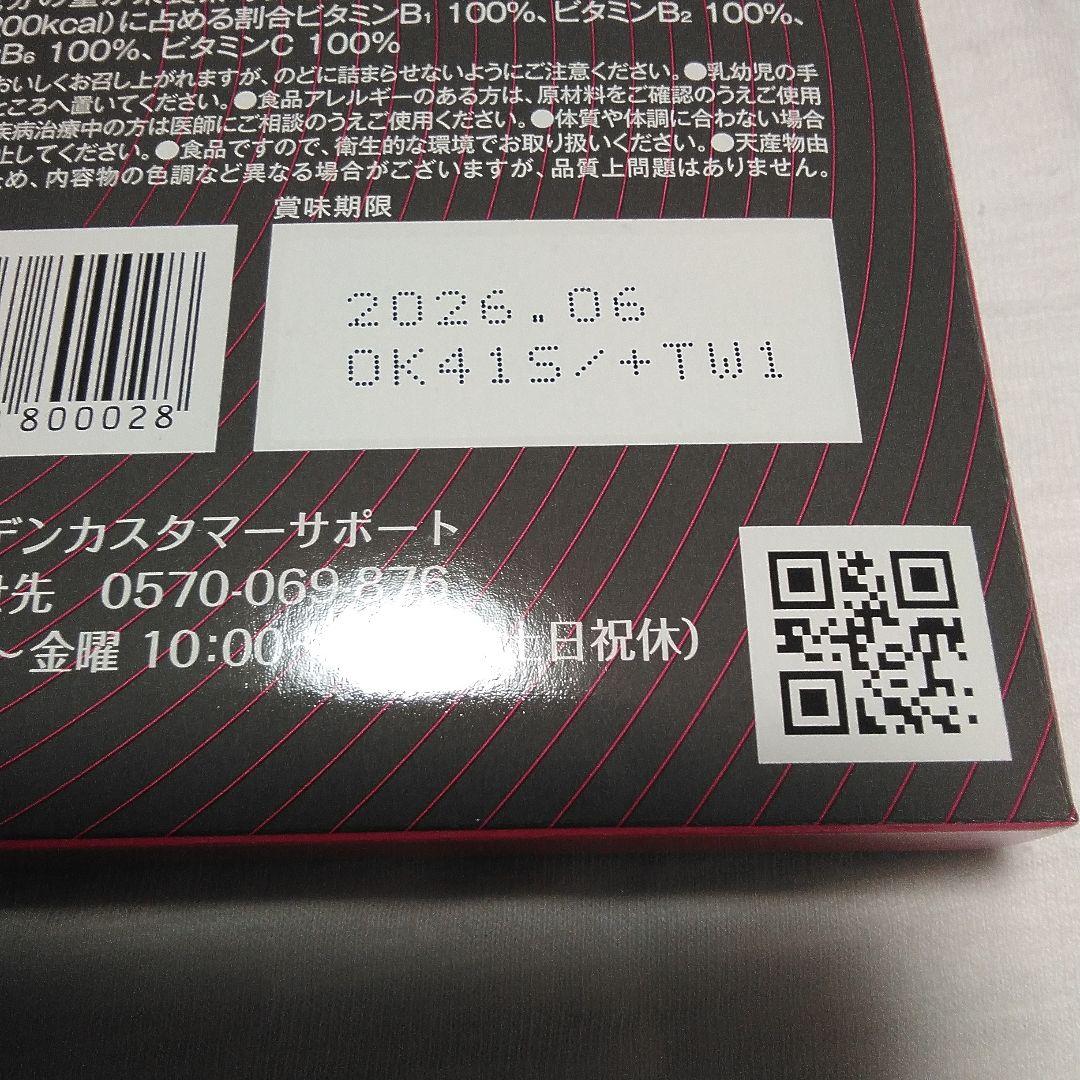 00kcal)に占める割合ビタミンB₁ 100%、ビタミンB₂ 100%、
B₆ 100%、ビタミンC 100%
おいしくお召し上がれますが、のどに詰まらせないようにご注意ください。●乳幼児の手
ところへ置いてください。●食品アレルギーのある方は、原材料をご確認のうえご使用
疾病治療中の方は医師にご相談のうえご使用ください。●体質や体調に合わない場合
止してください。●食品ですので、衛生的な環境でお取り扱いください。●天産物由
ため、内容物の色調など異なる場合がございますが、品質上問題はありません。
賞味期限
2026.06
OK41S/+TW1
800028
デンカスタマーサポート
先 0570-069-876
〜金曜 10:00 土日祝休)